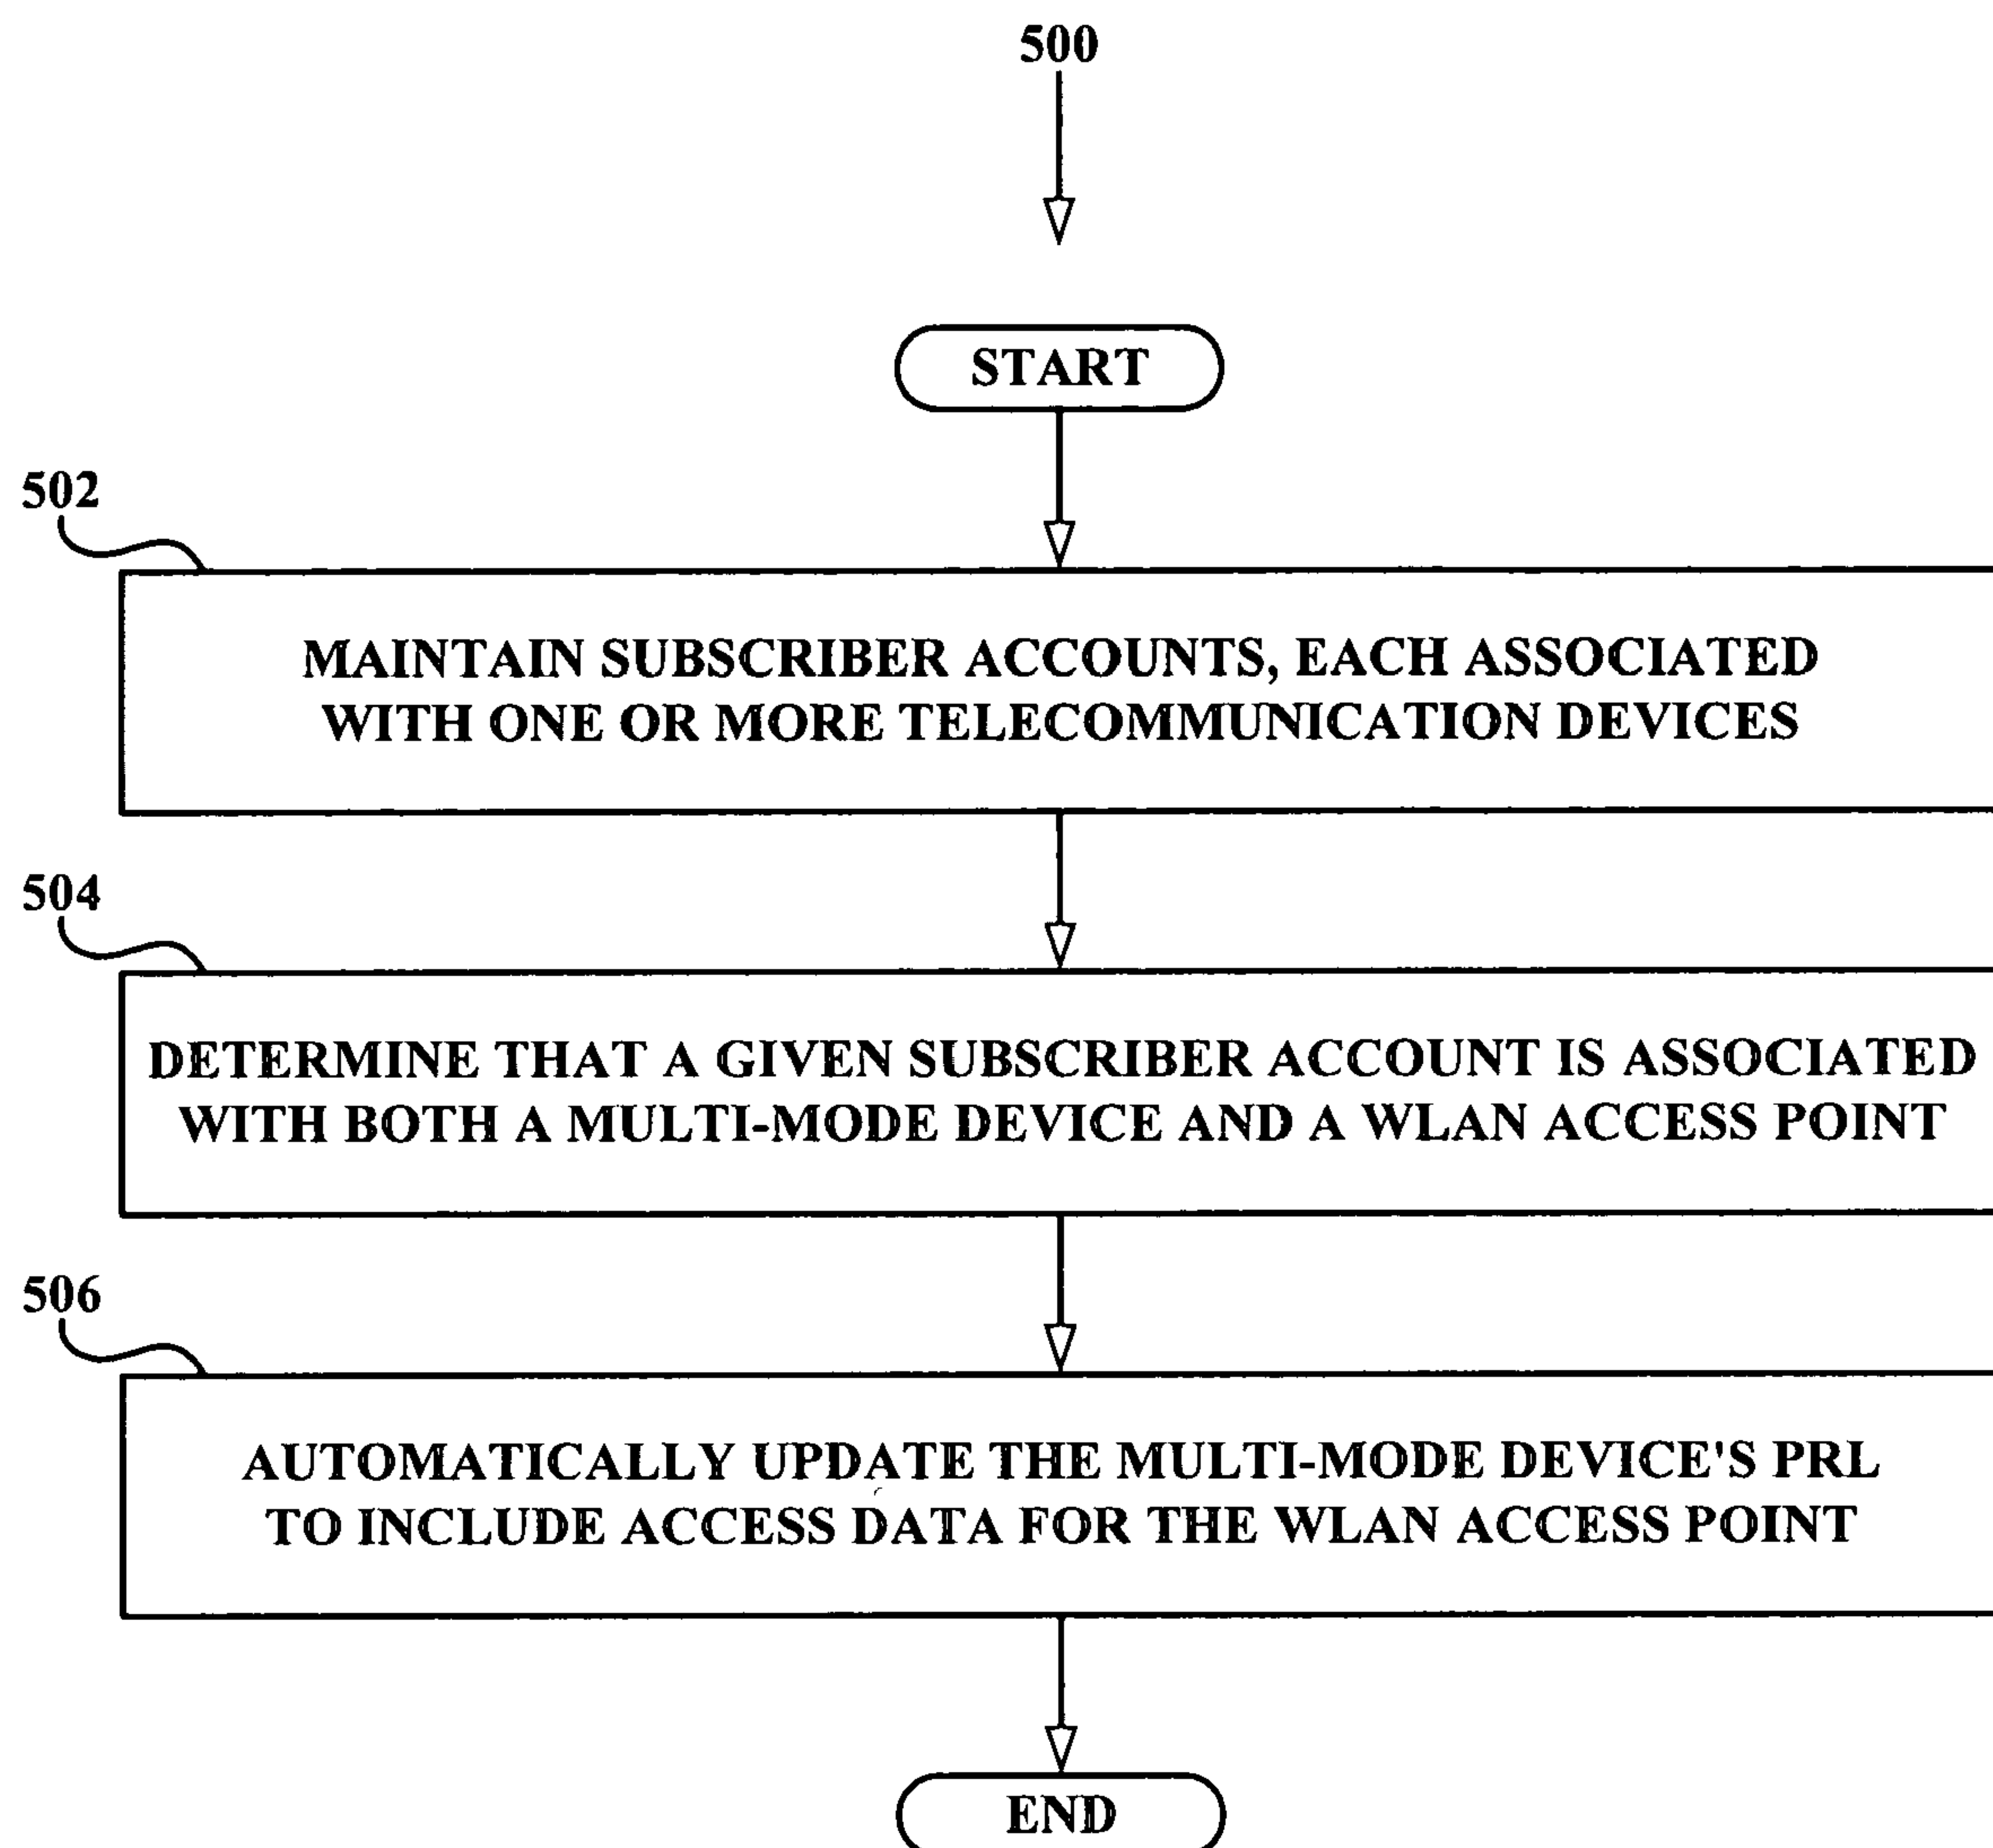 500
START
502
MAINTAIN SUBSCRIBER ACCOUNTS, EACH ASSOCIATED
WITH ONE OR MORE TELECOMMUNICATION DEVICES
504
DETERMINE THAT A GIVEN SUBSCRIBER ACCOUNT IS ASSOCIATED
WITH BOTH A MULTI-MODE DEVICE AND A WLAN ACCESS POINT
506
AUTOMATICALLY UPDATE THE MULTI-MODE DEVICE'S PRL
TO INCLUDE ACCESS DATA FOR THE WLAN ACCESS POINT
END